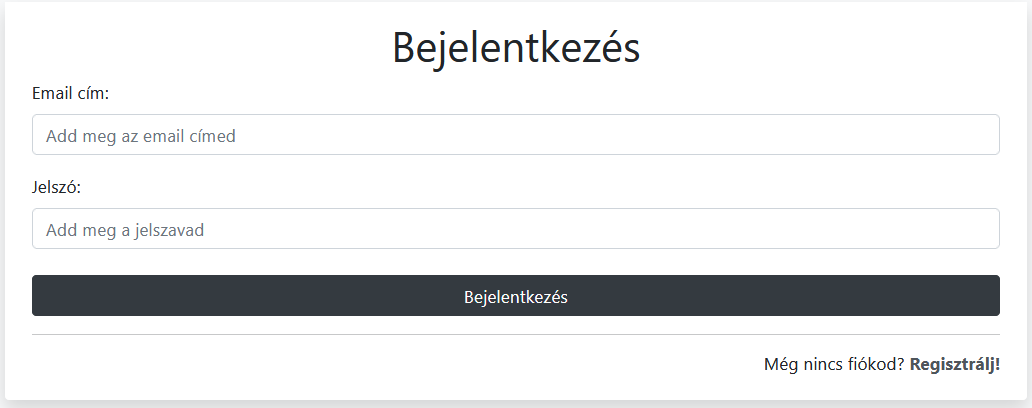 Bejelentkezés
Email cím:
Add meg az email címed
Jelszó:
Add meg a jelszavad
Bejelentkezés
Még nincs fiókod? Regisztrálj!